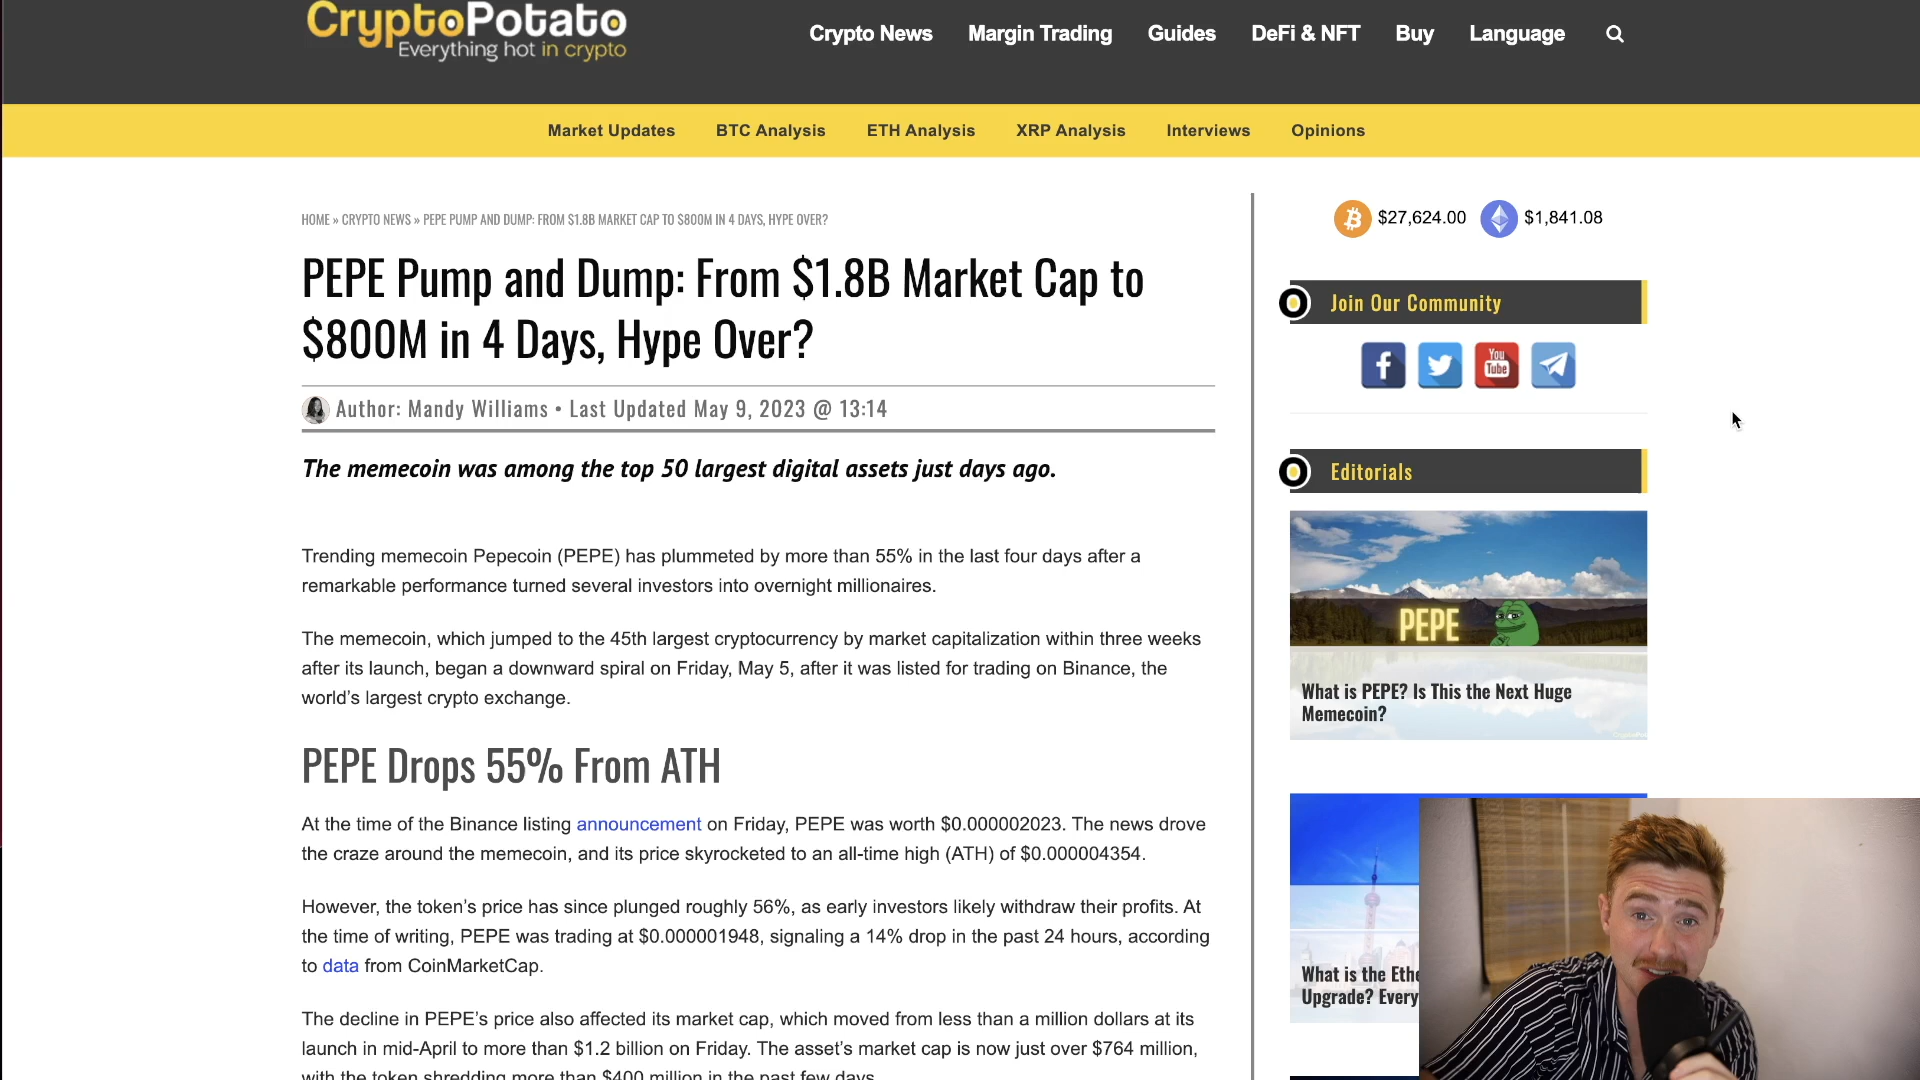 CryptoPotato
Everything hot in crypto
Crypto News Margin Trading Guides DeFi & NFT Buy Language
Market Updates BTC Analysis ETH Analysis XRP Analysis Interviews Opinions
HOME » CRYPTO NEWS » PEPE PUMP AND DUMP: FROM $1.8B MARKET CAP TO $800M IN 4 DAYS, HYPE OVER?
PEPE Pump and Dump: From $1.8B Market Cap to
$800M in 4 Days, Hype Over?
Author: Mandy Williams • Last Updated May 9, 2023 @ 13:14
The memecoin was among the top 50 largest digital assets just days ago.
Trending memecoin Pepecoin (PEPE) has plummeted by more than 55% in the last four days after a
remarkable performance turned several investors into overnight millionaires.
The memecoin, which jumped to the 45th largest cryptocurrency by market capitalization within three weeks
after its launch, began a downward spiral on Friday, May 5, after it was listed for trading on Binance, the
world's largest crypto exchange.
PEPE Drops 55% From ATH
At the time of the Binance listing announcement on Friday, PEPE was worth $0.000002023. The news drove
the craze around the memecoin, and its price skyrocketed to an all-time high (ATH) of $0.000004354.
However, the token's price has since plunged roughly 56%, as early investors likely withdraw their profits. At
the time of writing, PEPE was trading at $0.000001948, signaling a 14% drop in the past 24 hours, according
to data from CoinMarketCap.
The decline in PEPE's price also affected its market cap, which moved from less than a million dollars at its
launch in mid-April to more than $1.2 billion on Friday. The asset's market cap is now just over $764 million,
with the token shredding more than $400 million in the past few days.
$27,624.00 $1,841.08
Join Our Community
You
Tube
Editorials
PEPE
What is PEPE? Is This the Next Huge
Memecoin?
What is the Ethe
Upgrade? Every